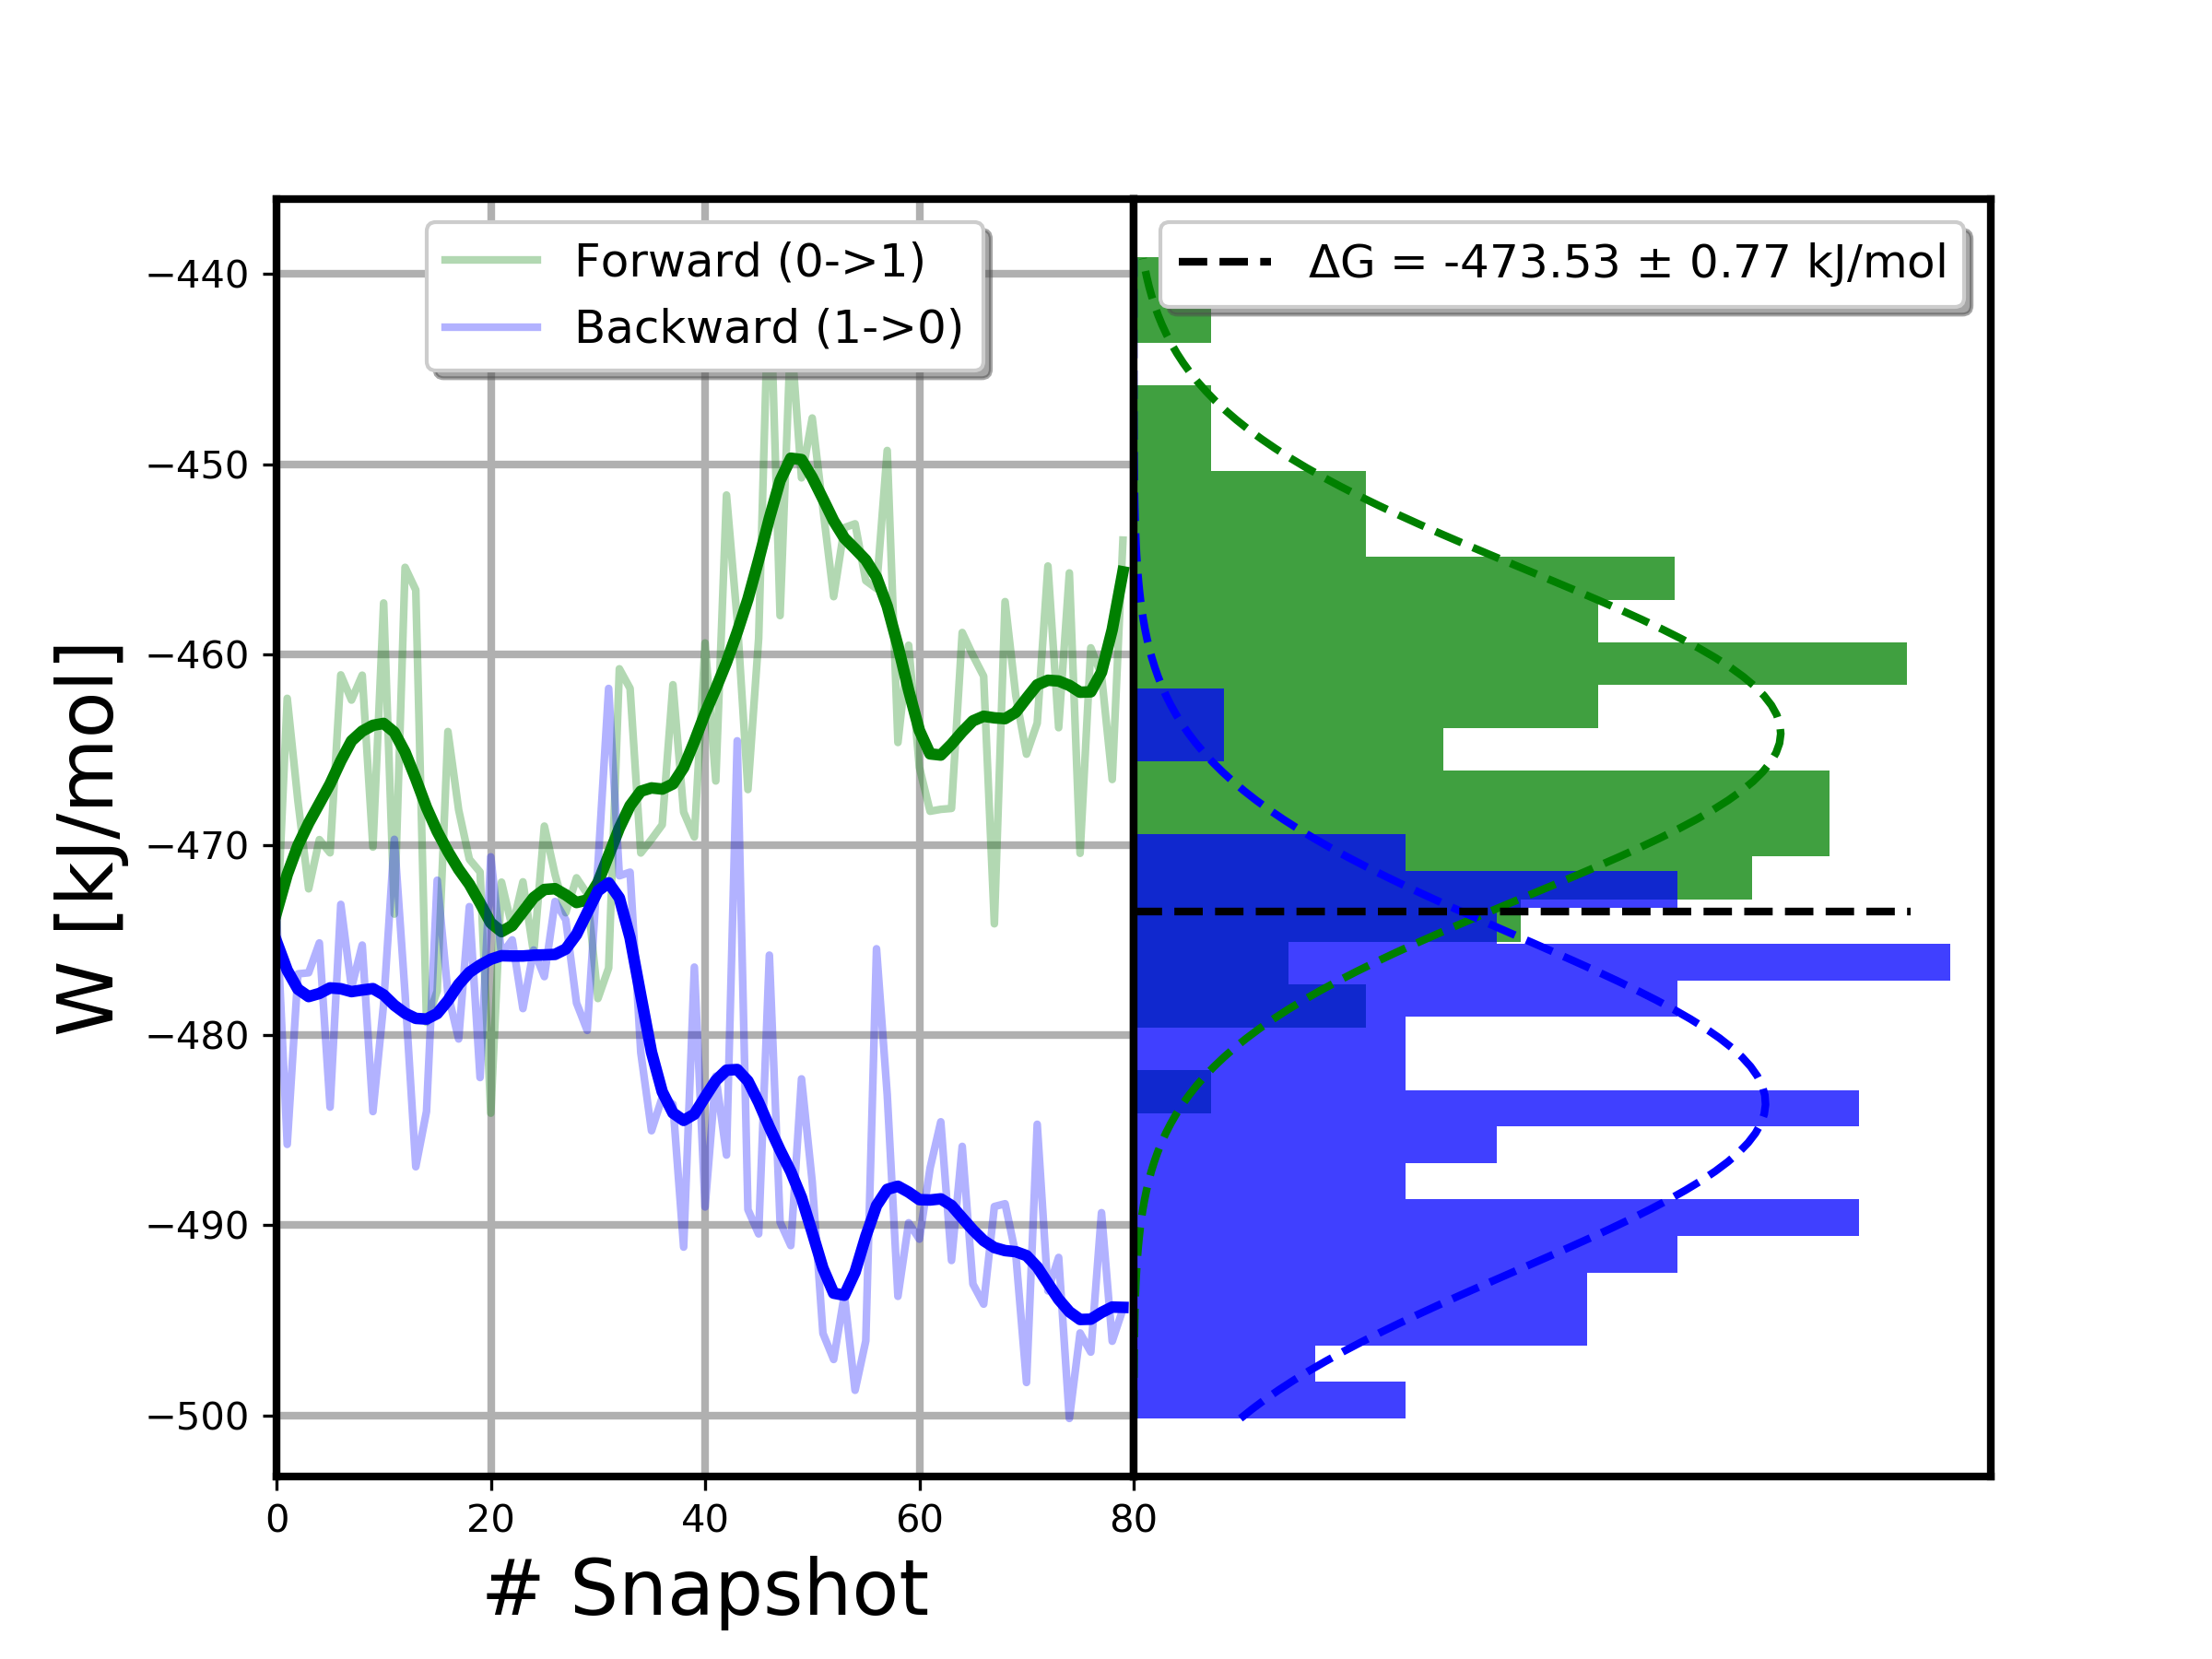 Forward (0->1)
Backward (1->0)
ΔG = -473.53 ± 0.77 kJ/mol
−440
−450
−460
−470
−480
−490
−500
W [kJ/mol]
0 20 40 60 80
# Snapshot